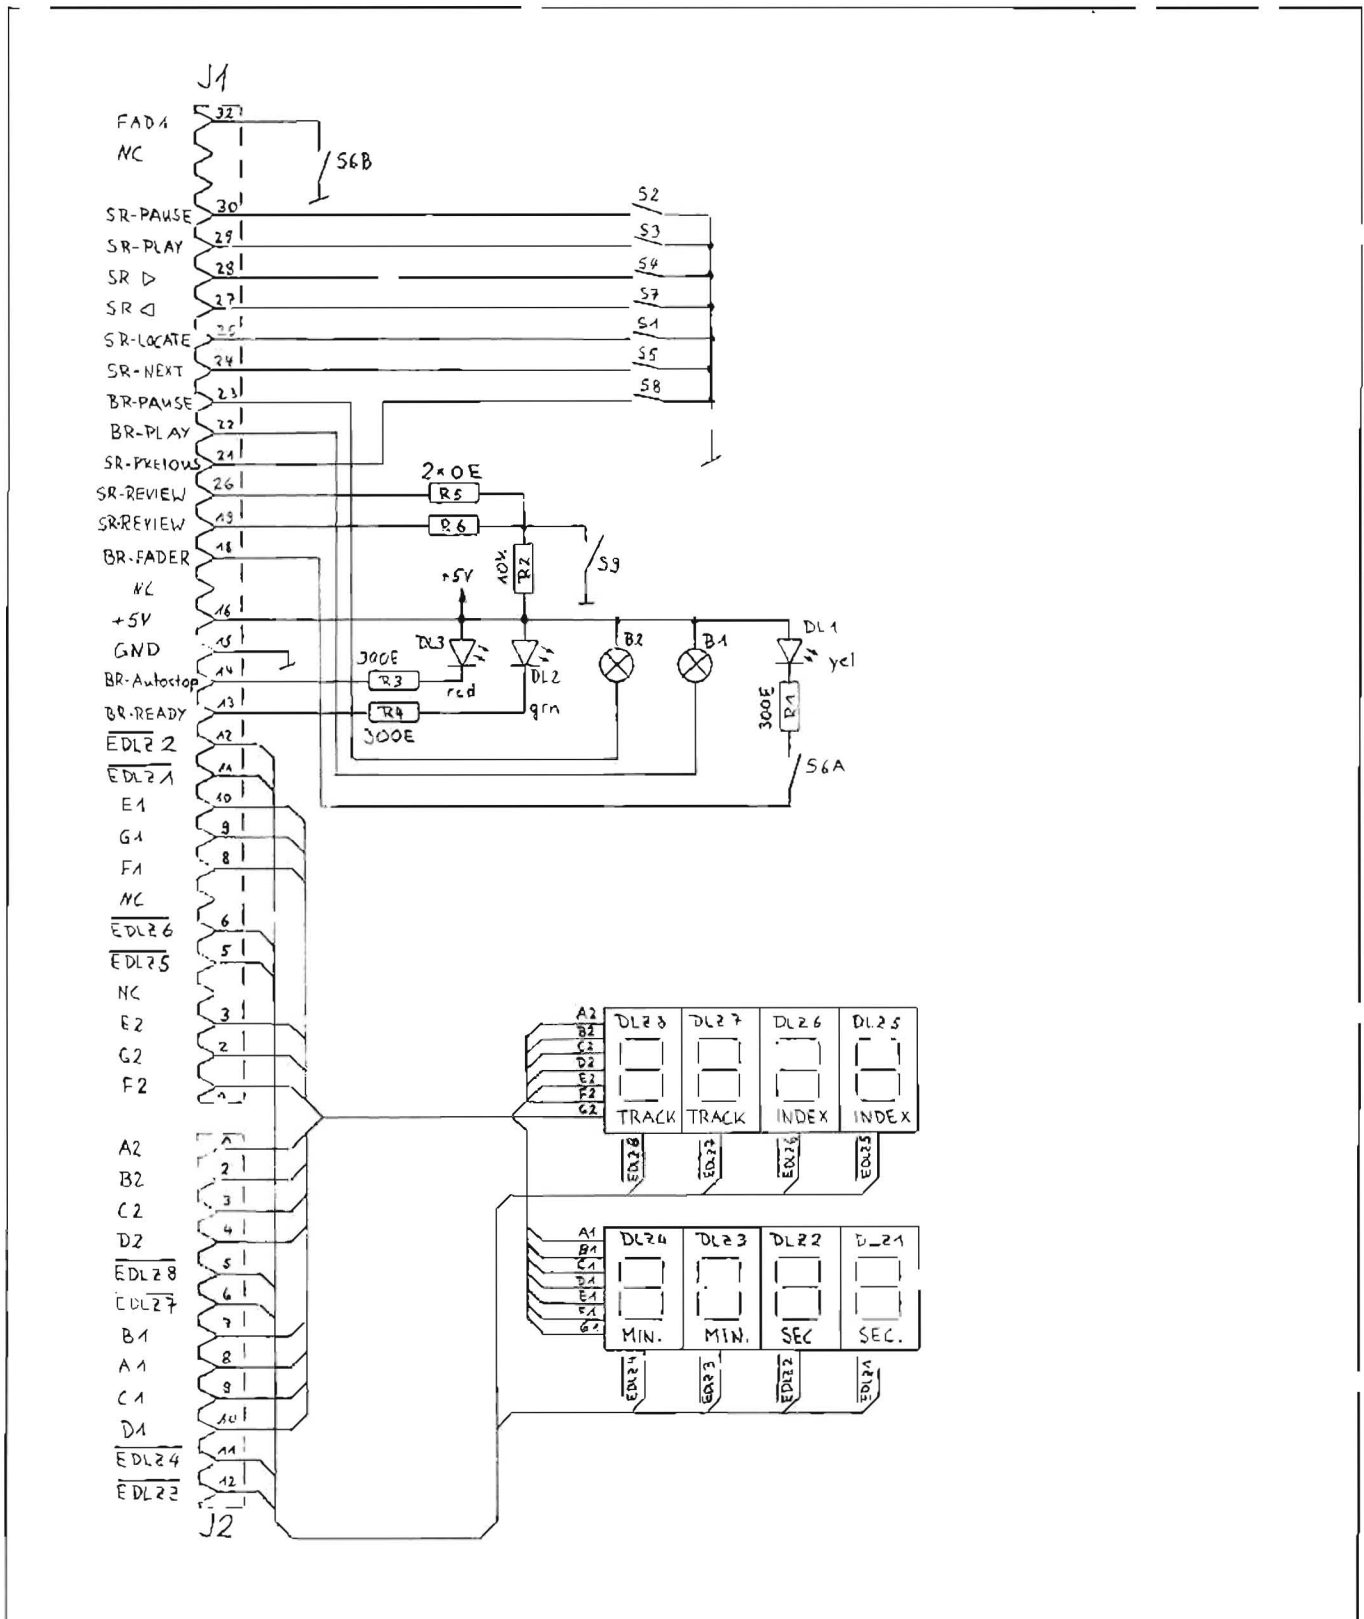 J1
FAD1 32
NC
S6B
SR-PAUSE 30 S2
SR-PLAY 29 S3
SR ▷ 28 S4
SR ◁ 27 S7
SR-LOCATE 25 S1
SR-NEXT 24 S5
BR-PAUSE 23 S8
BR-PLAY 22
SR-PREIOUS 21
2×0E
SR-REVIEW 26 R5
SR-REVIEW 19 R6
BR-FADER 18
10K R2 S9
NC
+5V
+5V 16
GND 15
DL3 B2 B1 DL1
300E yel
BR-Autostop 14 R3 red DL2
BR-READY 13 R4 grn
300E
300E R1
S6A
EDLZ2 12
EDLZ1 11
E1 10
G1 9
F1 8
NC
EDLZ6 6
EDLZ5 5
NC
E2 3
G2 2
F2 1
A2
B2
C2
D2
E2
F2
G2
DLZ8 DLZ7 DLZ6 DLZ5
TRACK TRACK INDEX INDEX
EDLZ8 EDLZ7 EDLZ6 EDLZ5
A2 1
B2 2
C2 3
D2 4
EDLZ8 5
EDLZ7 6
B1 7
A1 8
C1 9
D1 10
EDLZ4 11
EDLZ3 12
J2
A1
B1
C1
D1
E1
F1
G1
DLZ4 DLZ3 DLZ2 DLZ1
MIN. MIN. SEC SEC.
EDLZ4 EDLZ3 EDLZ2 EDLZ1